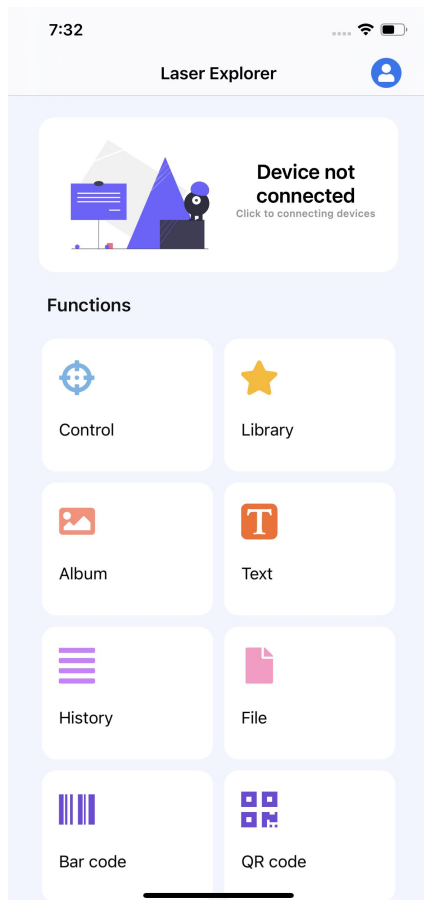 7:32
Laser Explorer
Device not
connected
Click to connecting devices
Functions
Control
Library
Album
Text
History
File
Bar code
QR code